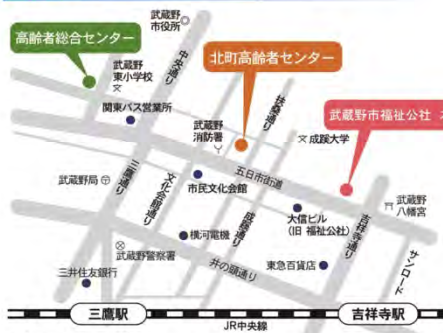 武蔵野
市役所
高齢者総合センター
中央通り
北町高齢者センター
武蔵野
東小学校
扶桑通り
関東バス営業所
武蔵野
消防署
成蹊大学
武蔵野市福祉公社
五日市街道
三鷹通り
武蔵野局
文化会館通り
市民文化会館
成蹊通り
大信ビル
(旧 福祉公社)
吉祥寺通り
武蔵野
八幡宮
横河電機
武蔵野警察署
井の頭通り
東急百貨店
サンロード
三井住友銀行
三鷹駅
吉祥寺駅
JR中央線